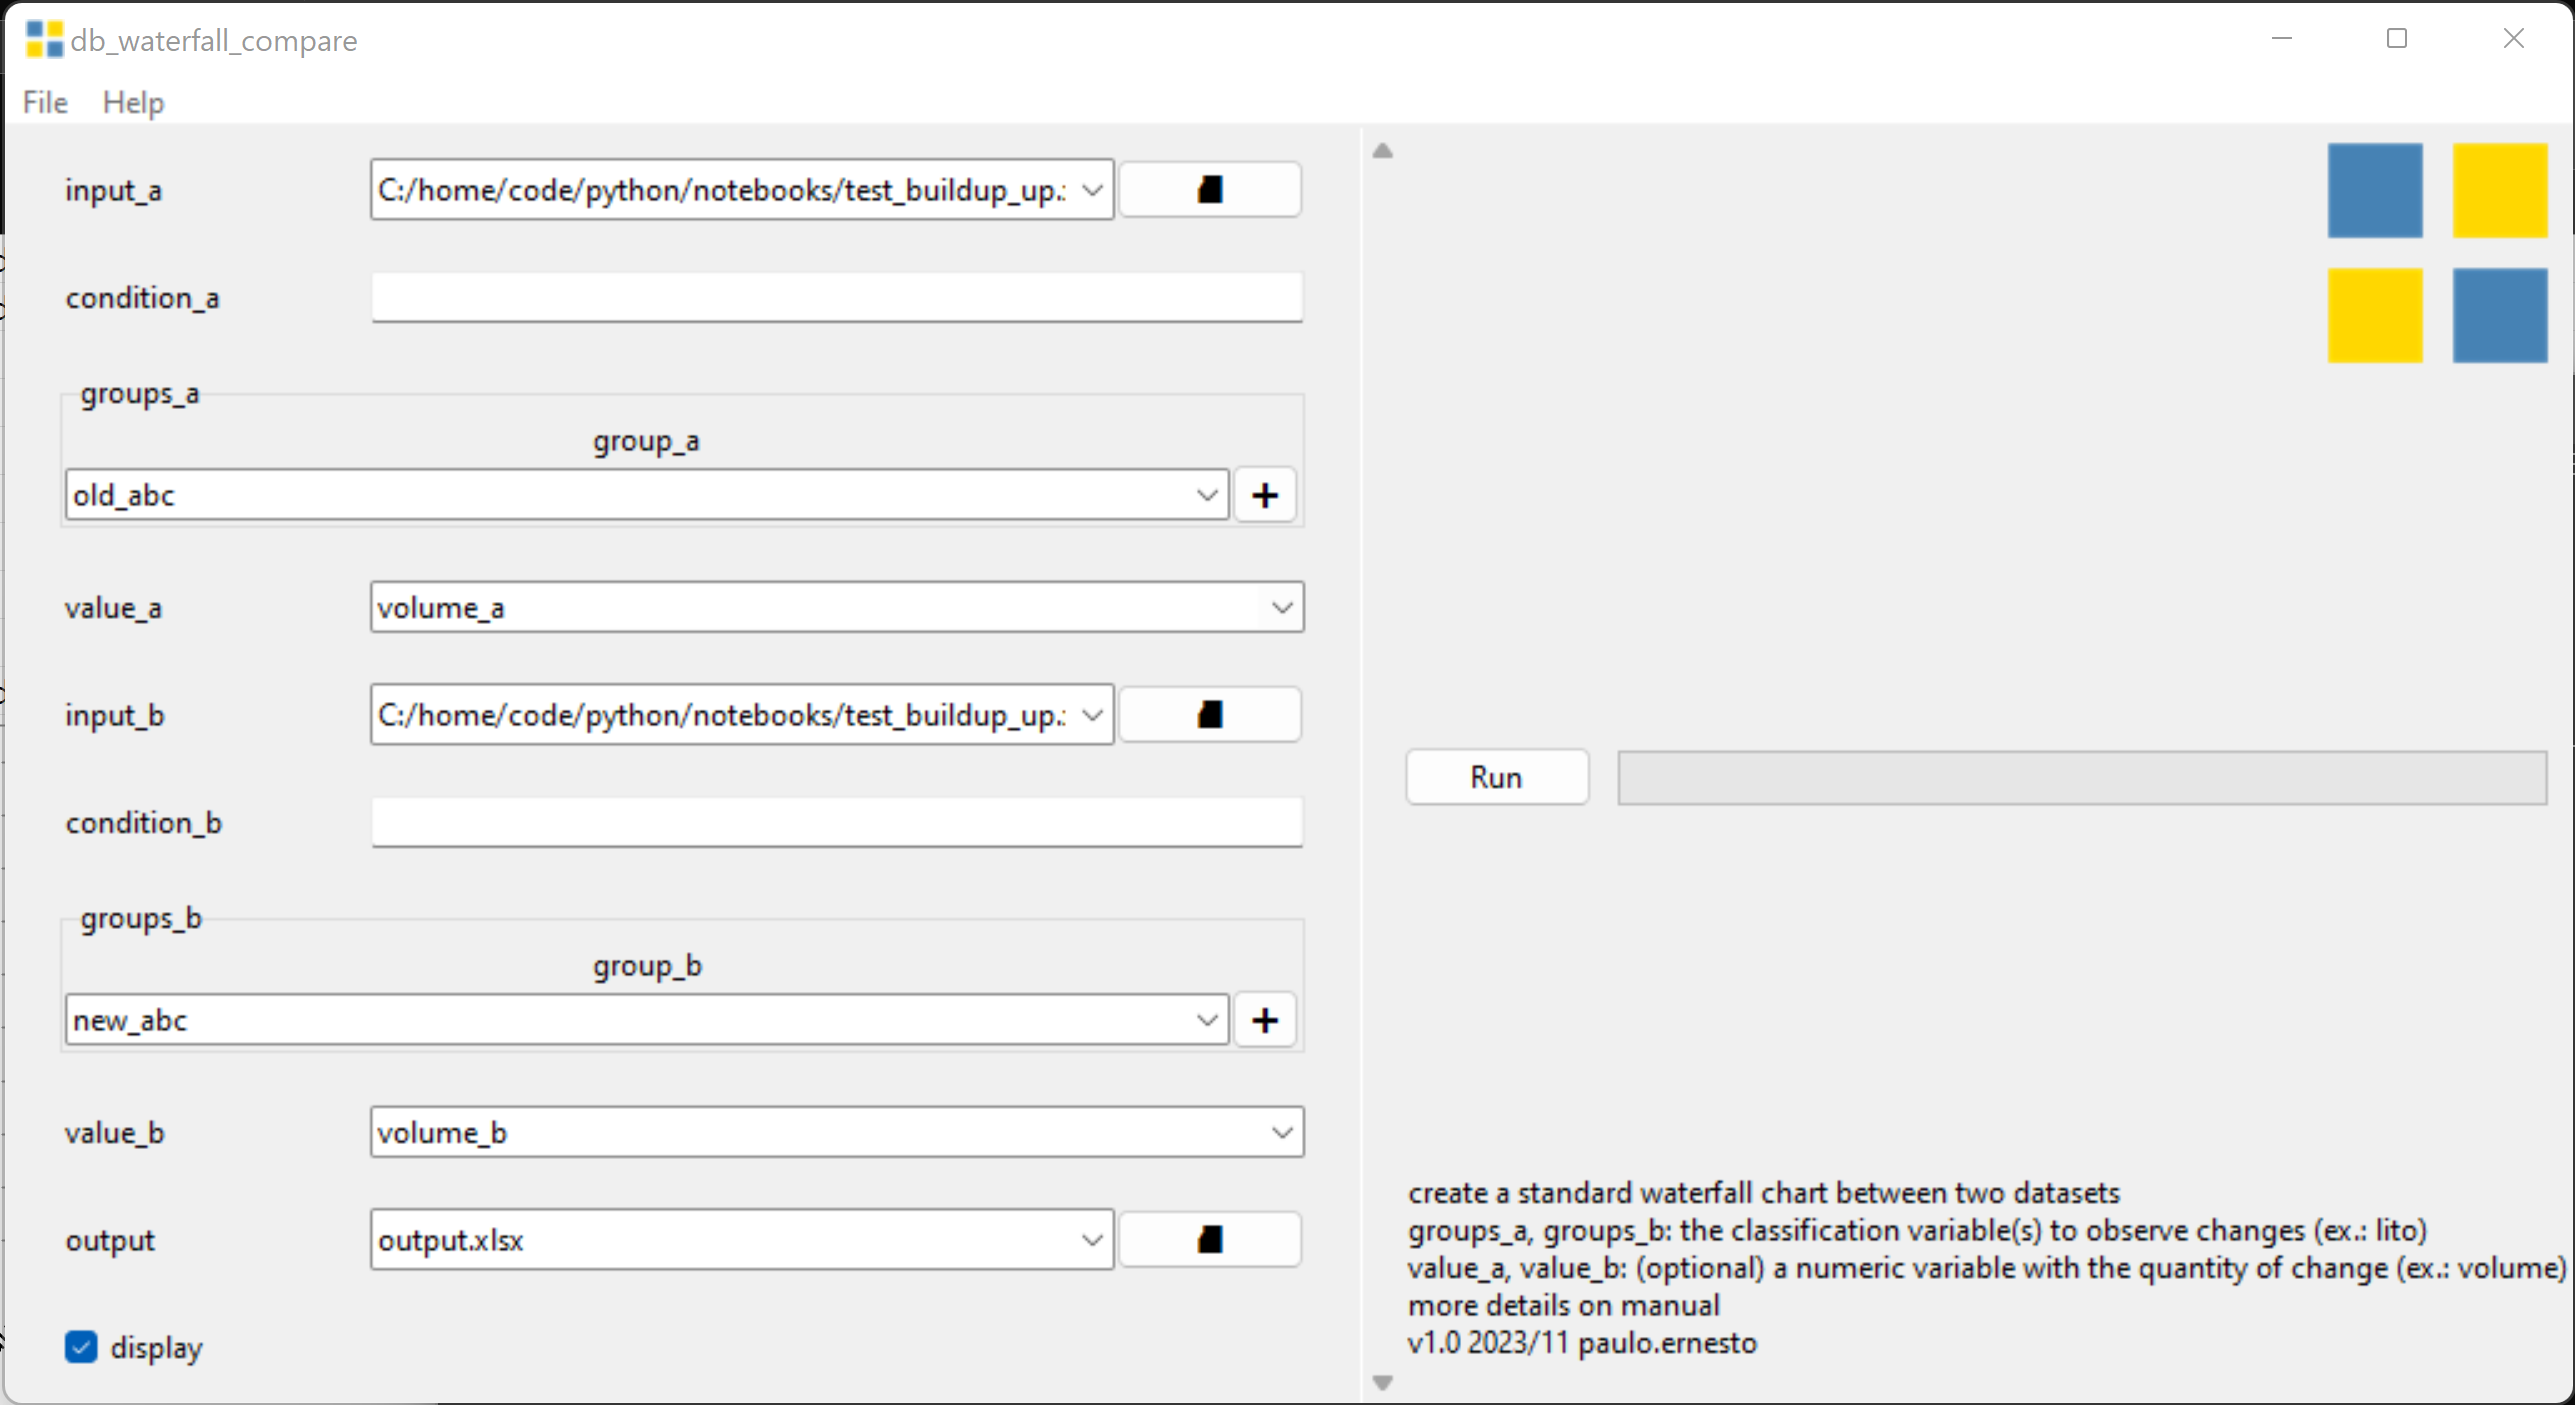 db_waterfall_compare
File Help
input_a C:/home/code/python/notebooks/test_buildup_up.:
condition_a
groups_a
group_a
old_abc +
value_a volume_a
input_b C:/home/code/python/notebooks/test_buildup_up.:
condition_b
groups_b
group_b
new_abc +
value_b volume_b
output output.xlsx
display
Run
create a standard waterfall chart between two datasets
groups_a, groups_b: the classification variable(s) to observe changes (ex.: lito)
value_a, value_b: (optional) a numeric variable with the quantity of change (ex.: volume)
more details on manual
v1.0 2023/11 paulo.ernesto